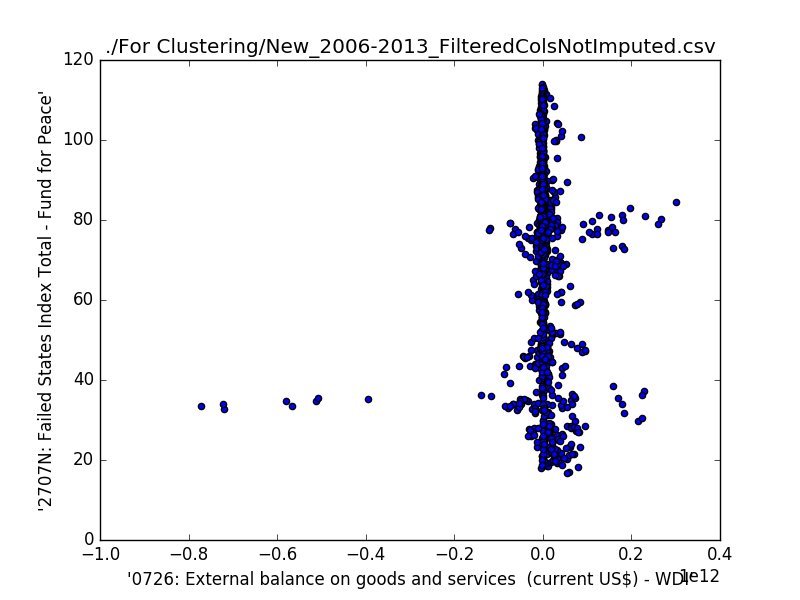 ./For Clustering/New_2006-2013_FilteredColsNotImputed.csv
120
100
80
60
40
20
0
'2707N: Failed States Index Total - Fund for Peace'
−1.0 −0.8 −0.6 −0.4 −0.2 0.0 0.2 0.4
1e12
'0726: External balance on goods and services (current US$) - WDI'